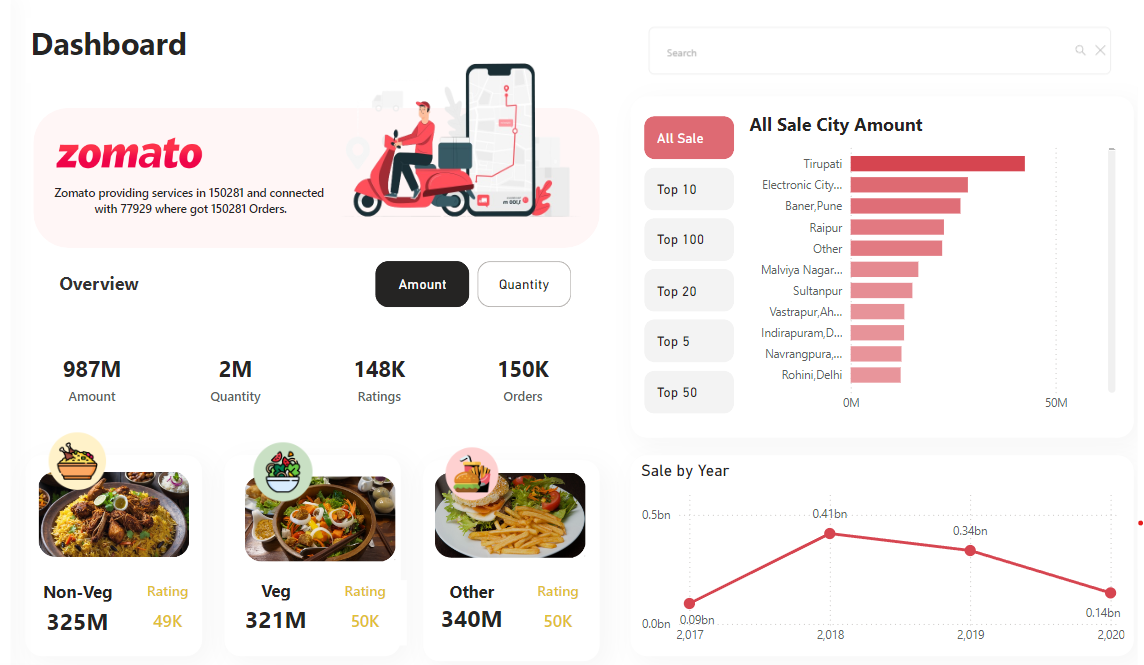 Dashboard
Search
zomato
Zomato providing services in 150281 and connected
with 77929 where got 150281 Orders.
Overview
Amount
Quantity
987M
Amount
2M
Quantity
148K
Ratings
150K
Orders
Non-Veg
Rating
325M
49K
Veg
Rating
321M
50K
Other
Rating
340M
50K
All Sale
Top 10
Top 100
Top 20
Top 5
Top 50
All Sale City Amount
Tirupati
Electronic City...
Baner,Pune
Raipur
Other
Malviya Nagar...
Sultanpur
Vastrapur,Ah...
Indirapuram,D...
Navrangpura,...
Rohini,Delhi
0M
50M
Sale by Year
0.5bn
0.41bn
0.34bn
0.0bn
0.09bn
0.14bn
2,017
2,018
2,019
2,020